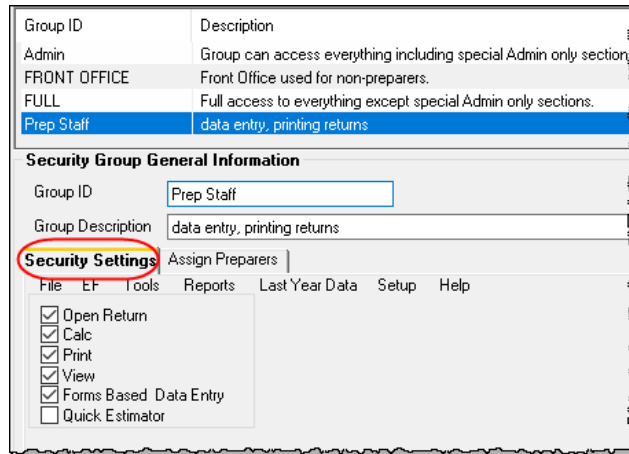 Group ID Description
Admin Group can access everything including special Admin only section
FRONT OFFICE Front Office used for non-preparers.
FULL Full access to everything except special Admin only sections.
Prep Staff data entry, printing returns
Security Group General Information
Group ID Prep Staff
Group Description data entry, printing returns
Security Settings Assign Preparers
File EF Tools Reports Last Year Data Setup Help
Open Return
Calc
Print
View
Forms Based Data Entry
Quick Estimator